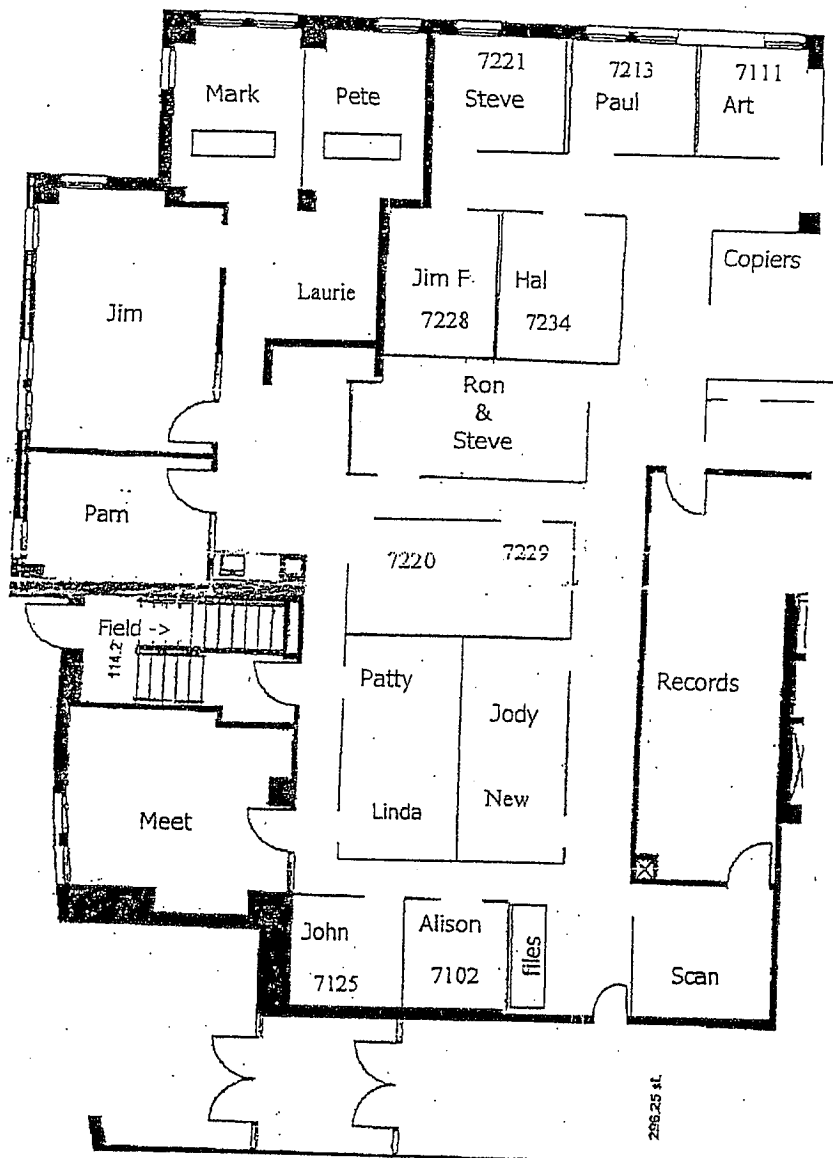 7221
Steve
7213
Paul
7111
Art
Mark
Pete
Copiers
Jim F
7228
Hal
7234
Laurie
Jim
Ron
&
Steve
Pam
7220
7229
Field ->
114.2
Patty
Jody
Records
Linda
New
Meet
John
7125
Alison
7102
files
Scan
296.25 sf.